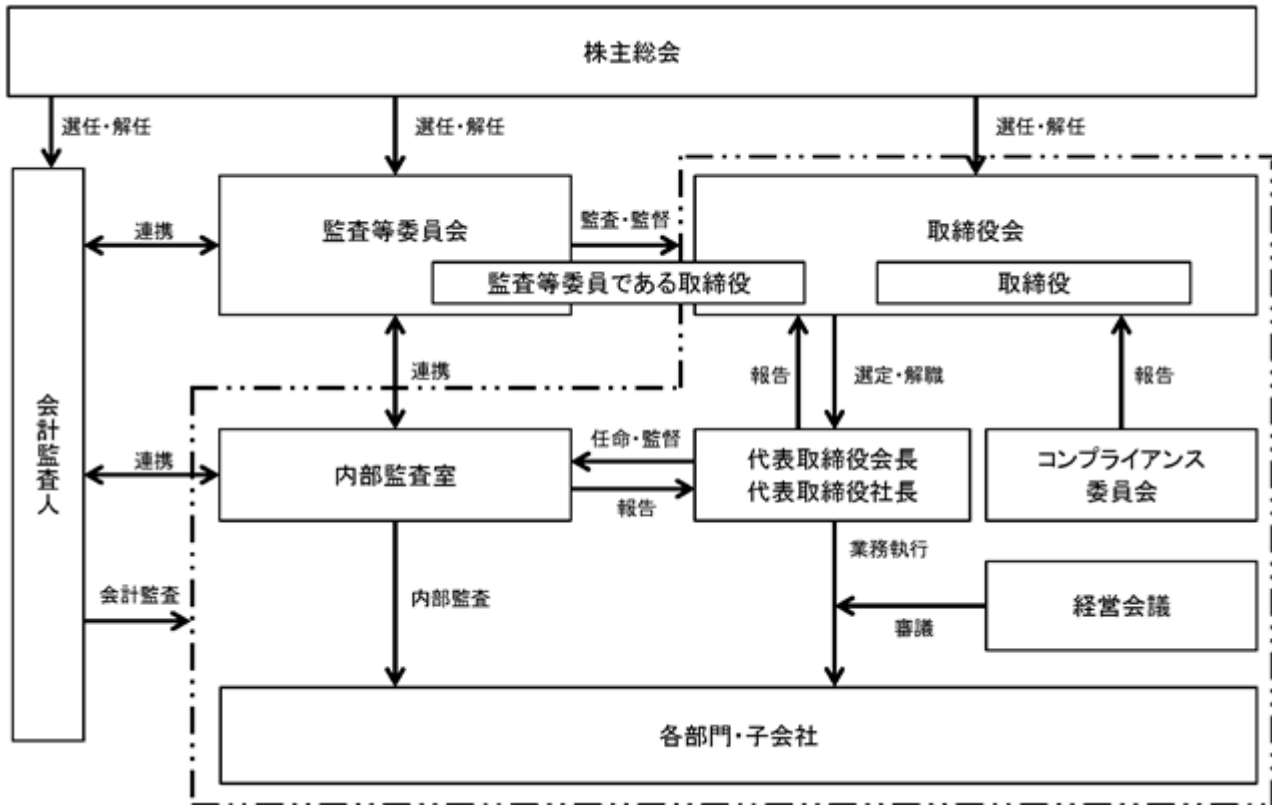 株主総会
選任・解任
選任・解任
選任・解任
監査等委員会
監査・監督
取締役会
連携
監査等委員である取締役
取締役
連携
報告
選定・解職
報告
会計監査人
連携
内部監査室
任命・監督
報告
代表取締役会長
代表取締役社長
コンプライアンス
委員会
会計監査
内部監査
業務執行
審議
経営会議
各部門・子会社